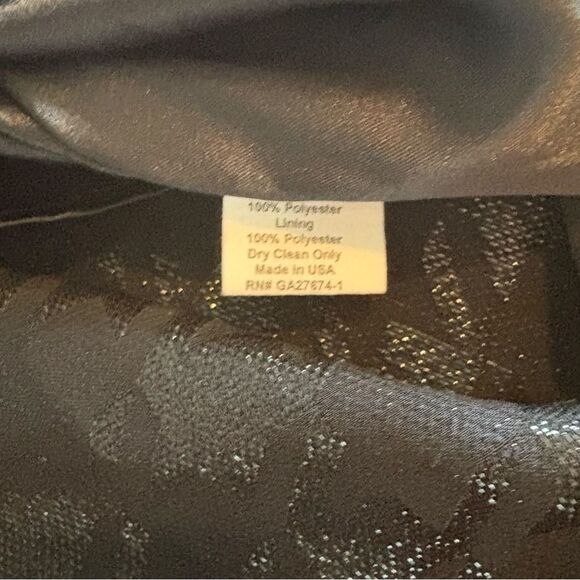 100% Polyester
Lining
100% Polyester
Dry Clean Only
Made in USA
RN# GA27674-1